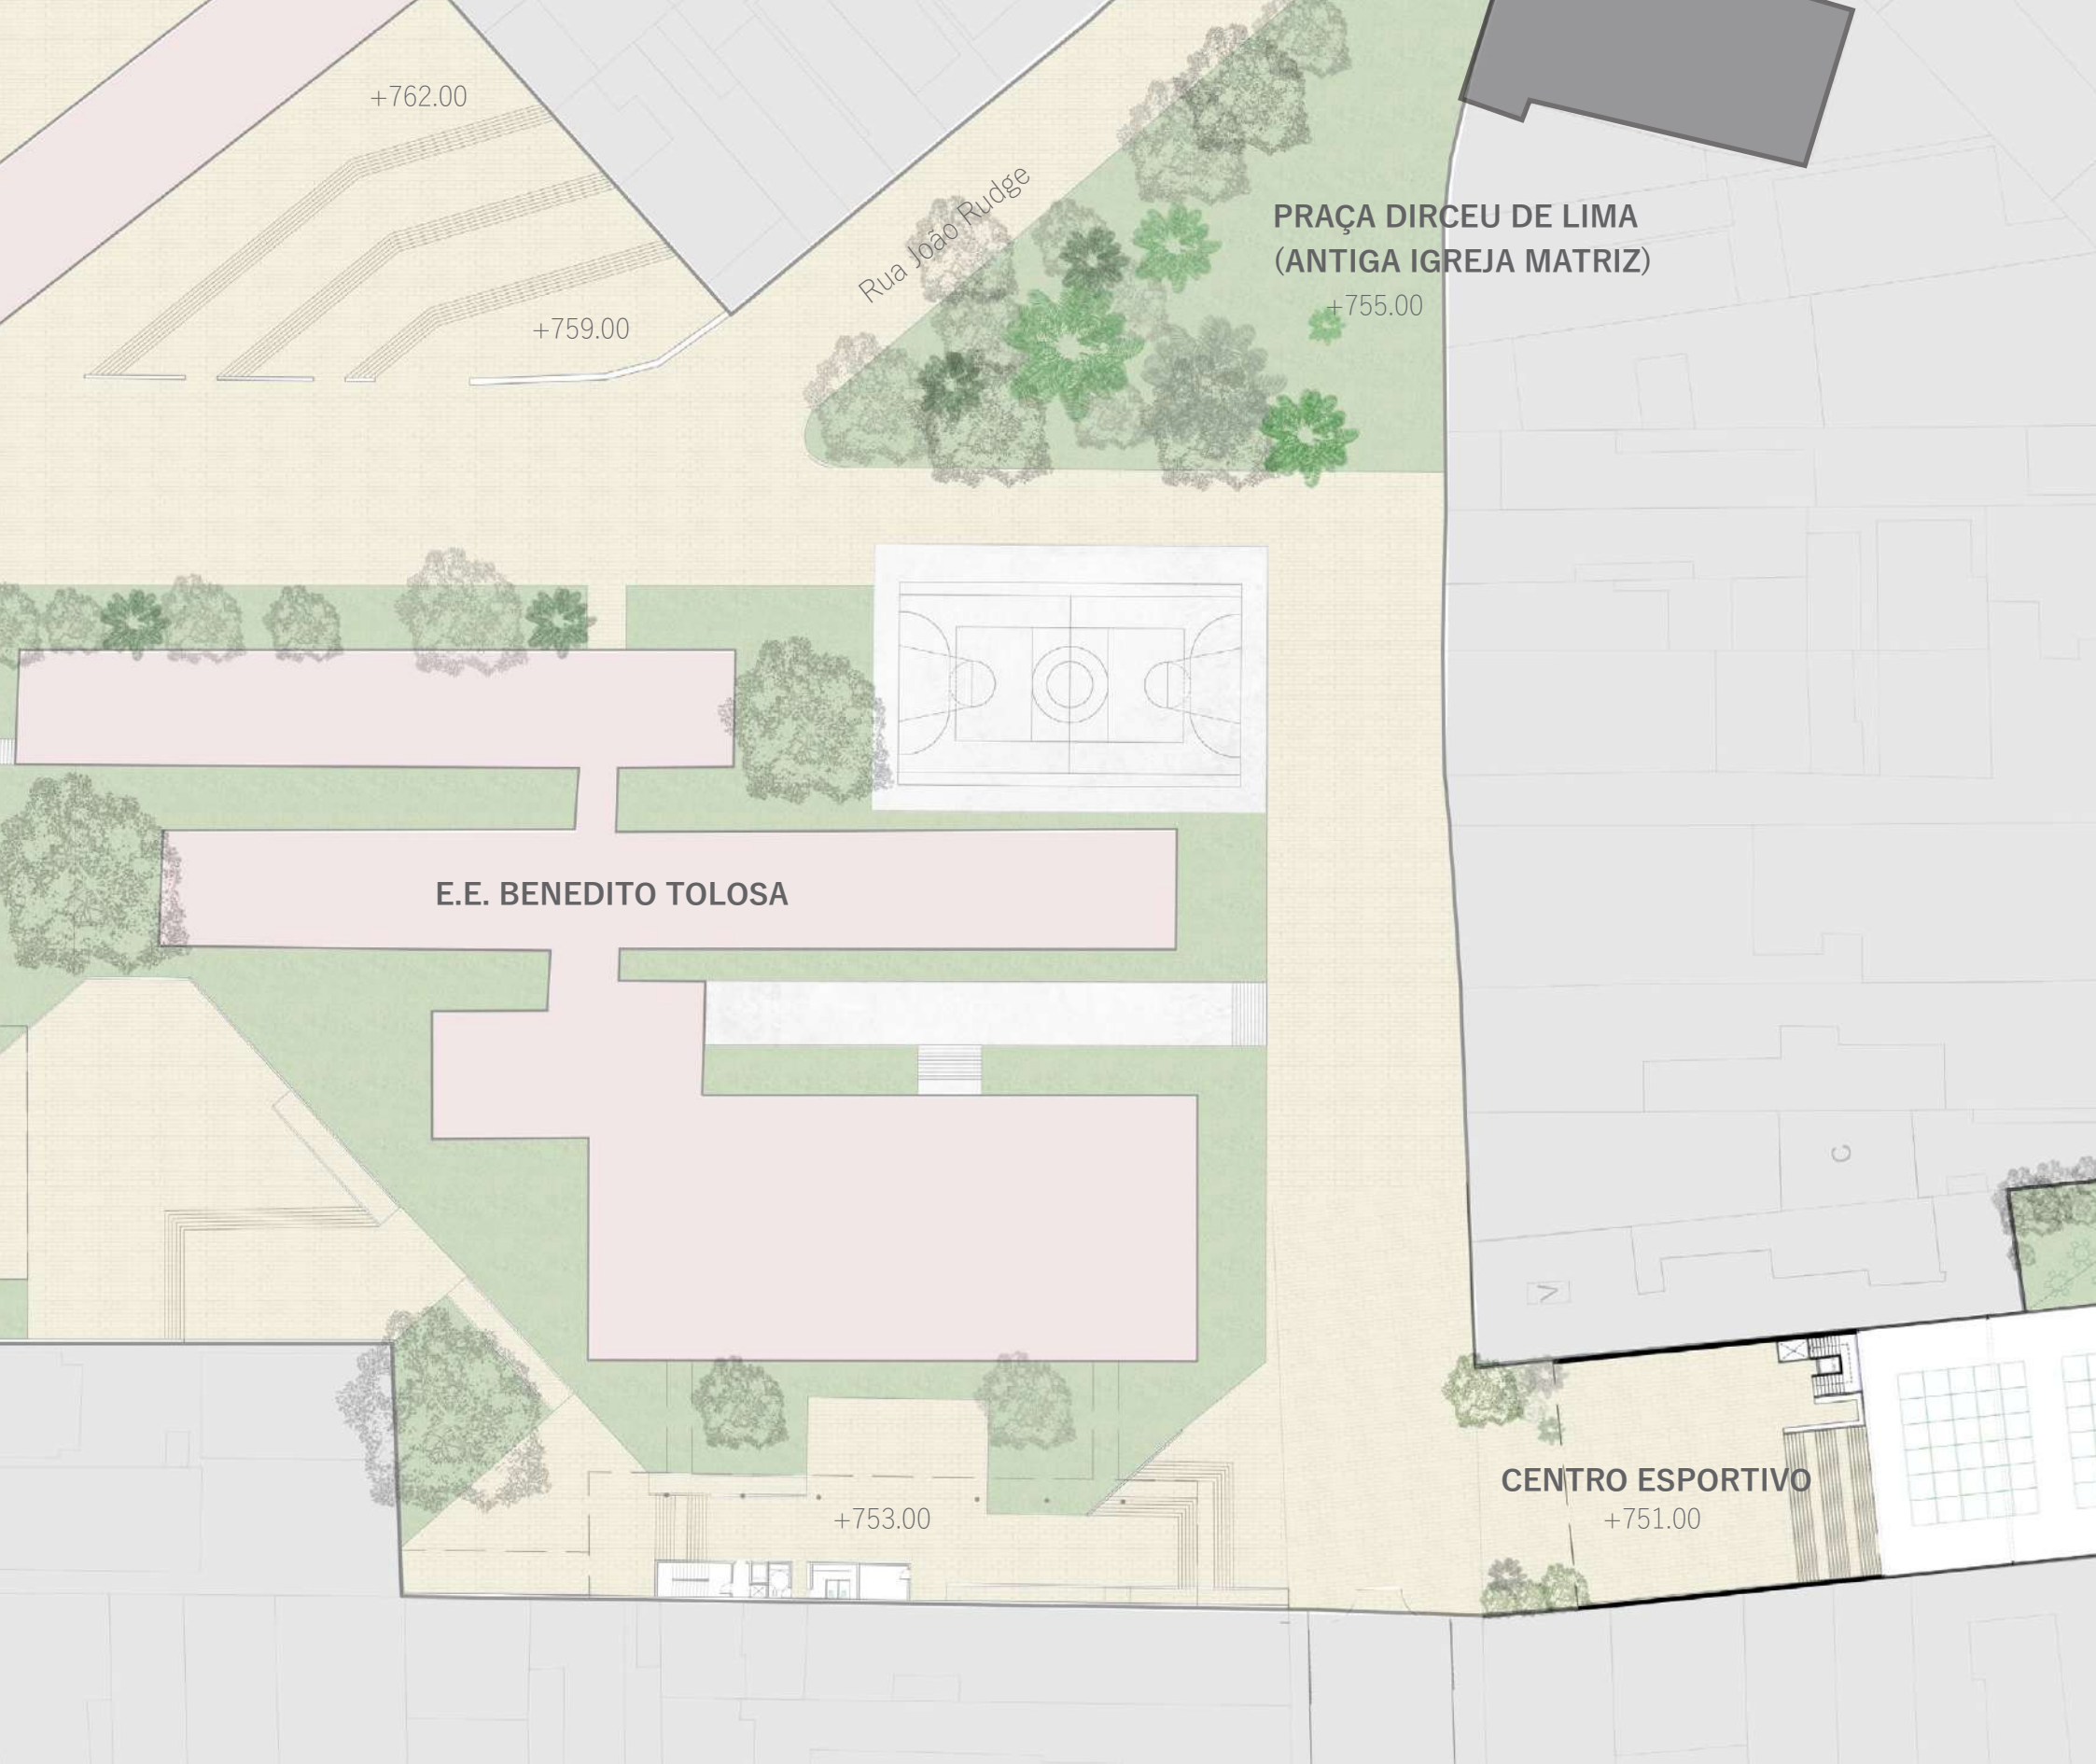 +762.00
Rua João Rudge
PRAÇA DIRCEU DE LIMA
(ANTIGA IGREJA MATRIZ)
+755.00
+759.00
E.E. BENEDITO TOLOSA
C
V
CENTRO ESPORTIVO
+751.00
+753.00